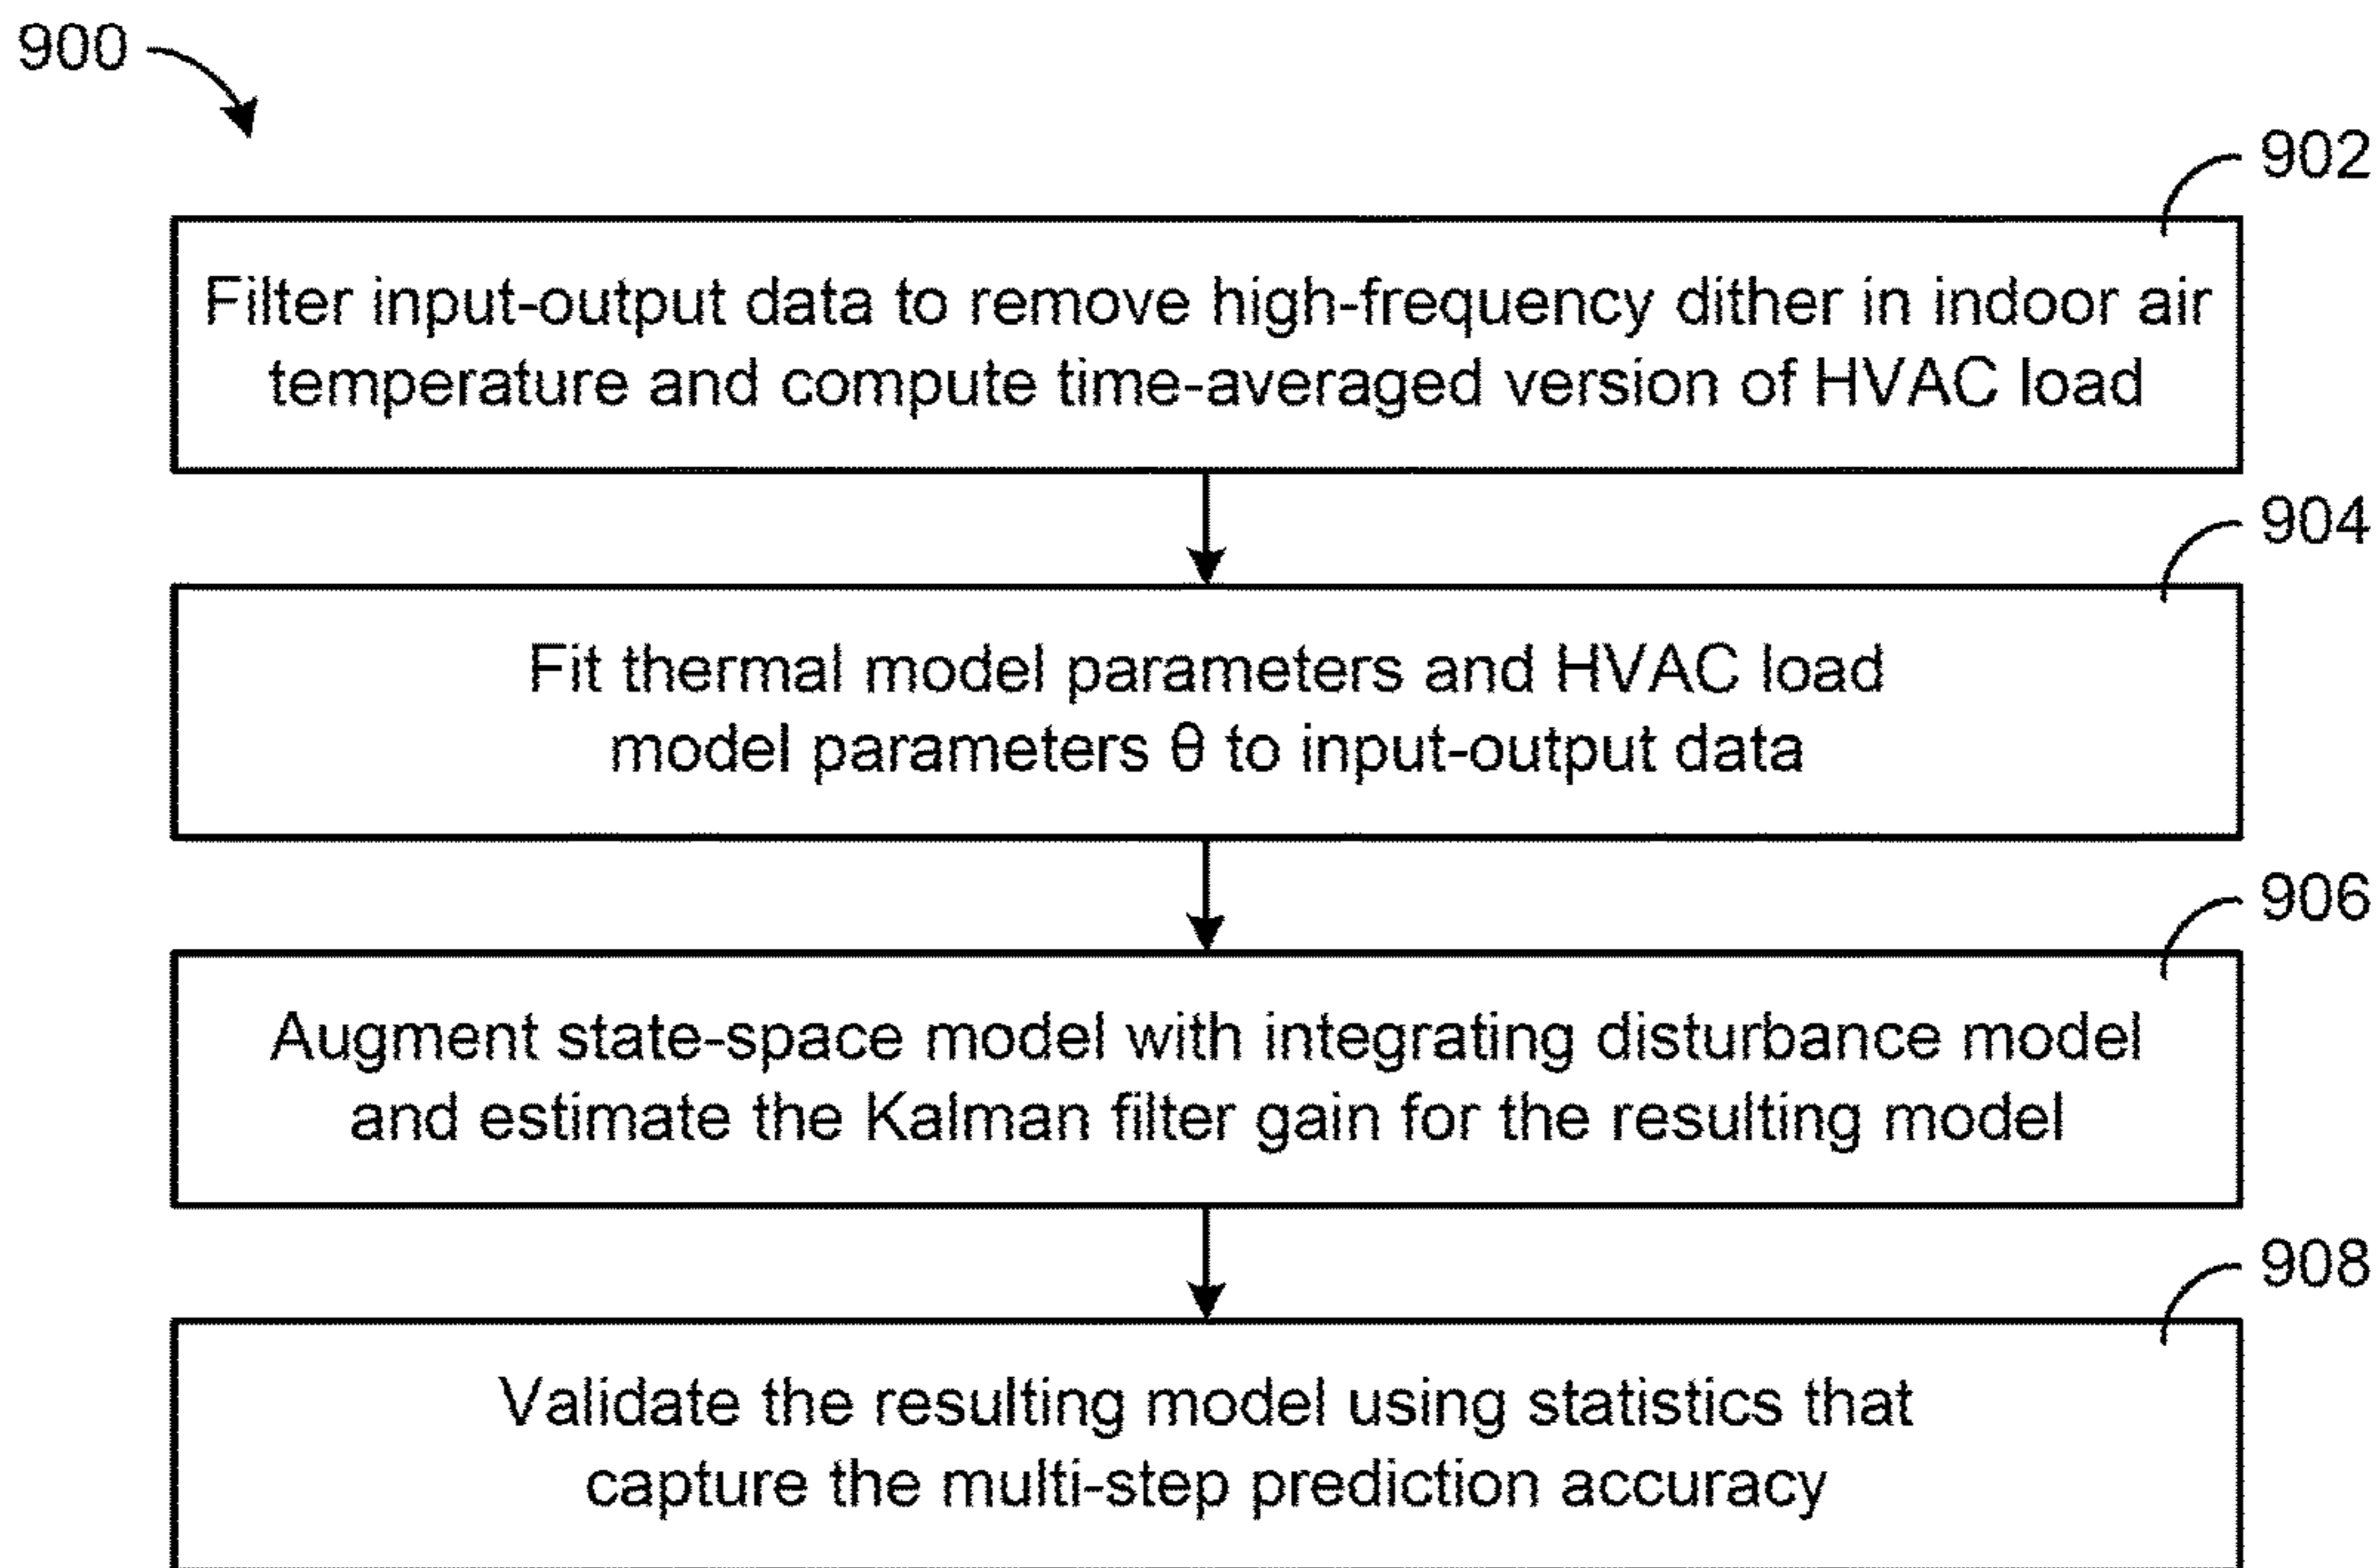 900
902
Filter input-output data to remove high-frequency dither in indoor air
temperature and compute time-averaged version of HVAC load
904
Fit thermal model parameters and HVAC load
model parameters θ to input-output data
906
Augment state-space model with integrating disturbance model
and estimate the Kalman filter gain for the resulting model
908
Validate the resulting model using statistics that
capture the multi-step prediction accuracy